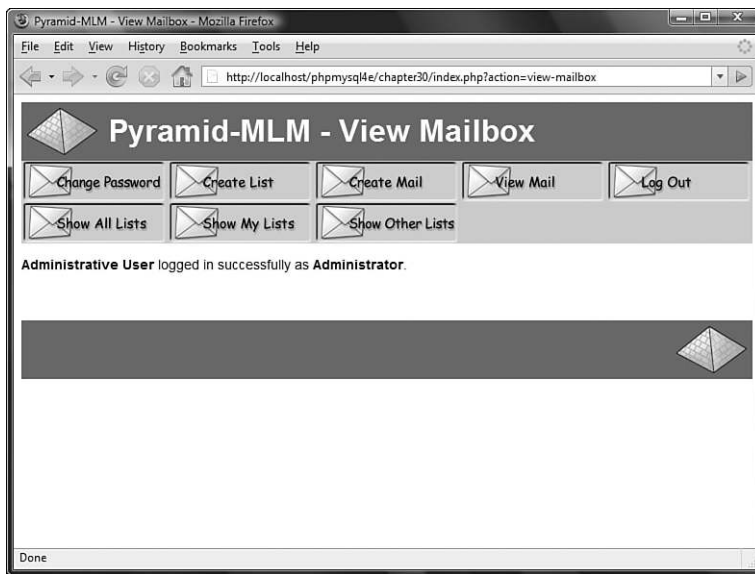 Pyramid-MLM - View Mailbox - Mozilla Firefox
File Edit View History Bookmarks Tools Help
http://localhost/phpmysql4e/chapter30/index.php?action=view-mailbox
Pyramid-MLM - View Mailbox
Change Password Create List Create Mail View Mail Log Out
Show All Lists Show My Lists Show Other Lists
Administrative User logged in successfully as Administrator.
Done